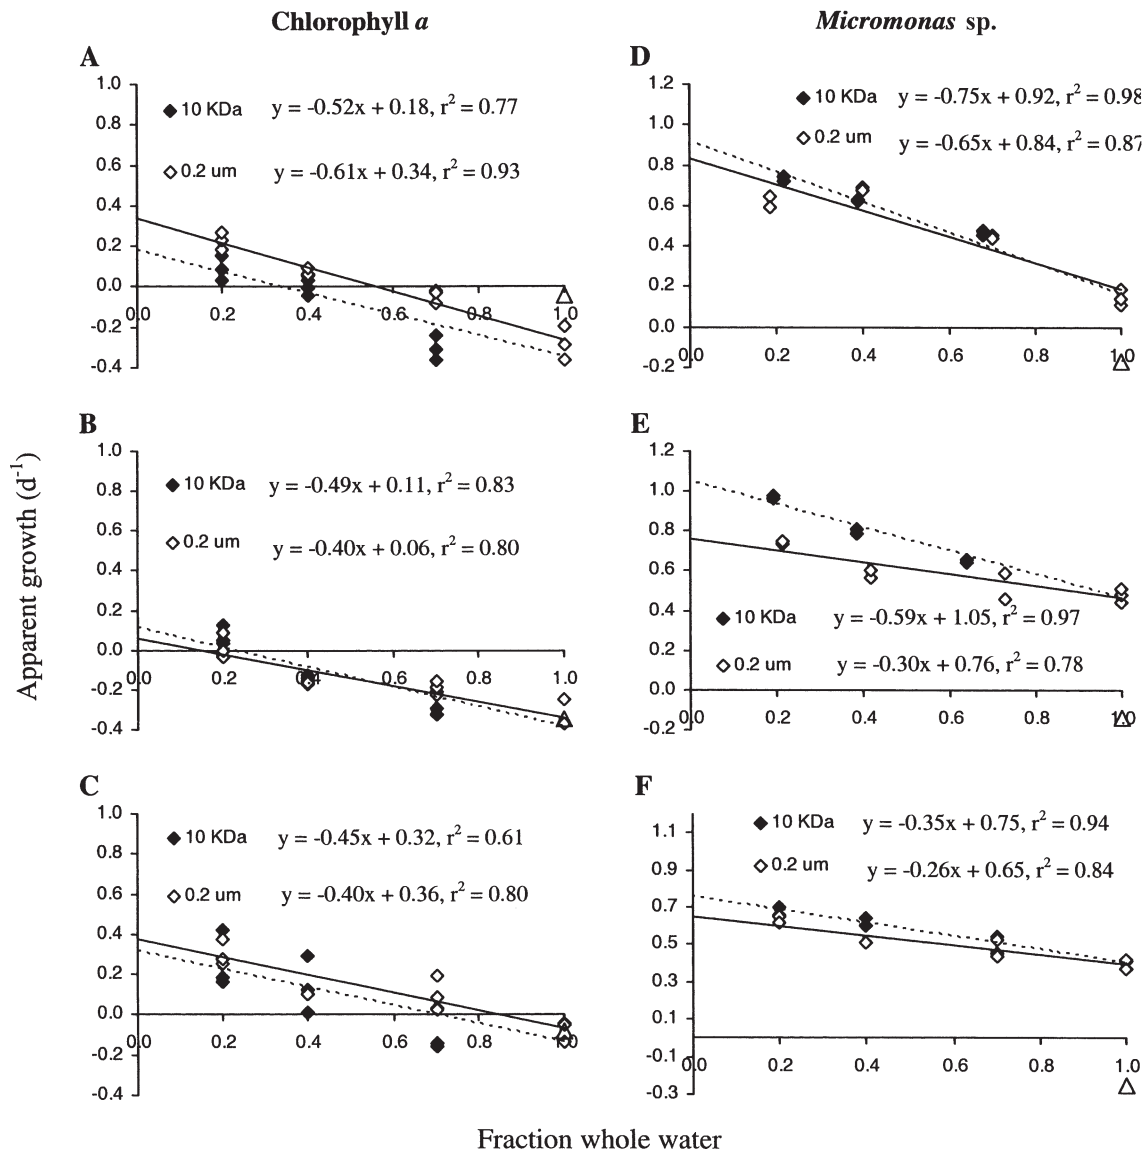 Chlorophyll a
Micromonas sp.
A
1.0
0.8
0.6
0.4
0.2
0.0
-0.2
-0.4
0.0 0.2 0.4 0.6 0.8 1.0
10 KDa y = -0.52x + 0.18, r² = 0.77
0.2 um y = -0.61x + 0.34, r² = 0.93
D
1.2
1.0
0.8
0.6
0.4
0.2
0.0
-0.2
0.0 0.2 0.4 0.6 0.8 1.0
10 KDa y = -0.75x + 0.92, r² = 0.98
0.2 um y = -0.65x + 0.84, r² = 0.87
B
1.0
0.8
0.6
0.4
0.2
0.0
-0.2
-0.4
0.0 0.2 0.4 0.6 0.8 1.0
10 KDa y = -0.49x + 0.11, r² = 0.83
0.2 um y = -0.40x + 0.06, r² = 0.80
E
1.2
1.0
0.8
0.6
0.4
0.2
0.0
-0.2
0.0 0.2 0.4 0.6 0.8 1.0
10 KDa y = -0.59x + 1.05, r² = 0.97
0.2 um y = -0.30x + 0.76, r² = 0.78
C
1.0
0.8
0.6
0.4
0.2
0.0
-0.2
-0.4
0.0 0.2 0.4 0.6 0.8 1.0
10 KDa y = -0.45x + 0.32, r² = 0.61
0.2 um y = -0.40x + 0.36, r² = 0.80
F
1.1
0.9
0.7
0.5
0.3
0.1
-0.1
-0.3
0.0 0.2 0.4 0.6 0.8 1.0
10 KDa y = -0.35x + 0.75, r² = 0.94
0.2 um y = -0.26x + 0.65, r² = 0.84
Apparent growth (d⁻¹)
Fraction whole water